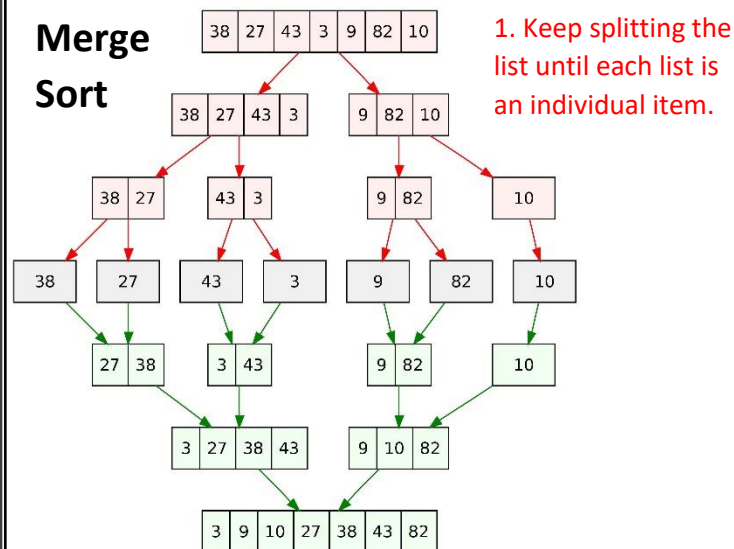 Merge
Sort
1. Keep splitting the
list until each list is
an individual item.
38 27 43 3 9 82 10
38 27 43 3 9 82 10
38 27 43 3 9 82 10
38 27 43 3 9 82 10
27 38 3 43 9 82 10
3 27 38 43 9 10 82
3 9 10 27 38 43 82